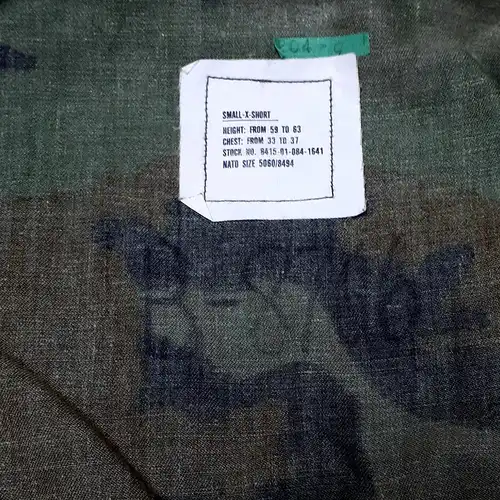 SMALL-X-SHORT
HEIGHT: FROM 59 TO 63
CHEST: FROM 33 TO 37
STOCK NO. 8415-01-084-1641
NATO SIZE 5060/8494